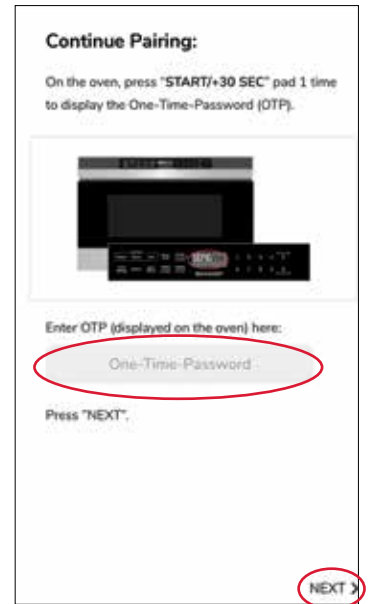 Continue Pairing:
On the oven, press "START/+30 SEC" pad 1 time
to display the One-Time-Password (OTP).
Enter OTP (displayed on the oven) here:
One-Time-Password
Press "NEXT".
NEXT